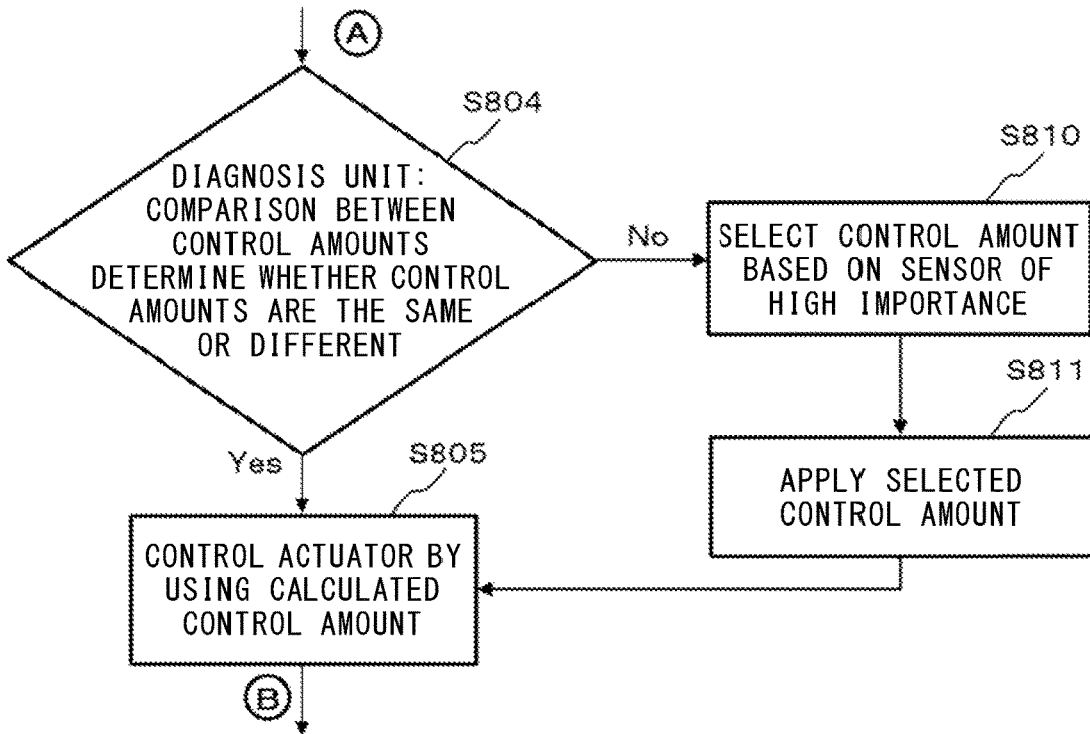 A
S804
DIAGNOSIS UNIT:
COMPARISON BETWEEN
CONTROL AMOUNTS
DETERMINE WHETHER CONTROL
AMOUNTS ARE THE SAME
OR DIFFERENT
No
S810
SELECT CONTROL AMOUNT
BASED ON SENSOR OF
HIGH IMPORTANCE
S811
APPLY SELECTED
CONTROL AMOUNT
Yes
S805
CONTROL ACTUATOR BY
USING CALCULATED
CONTROL AMOUNT
B